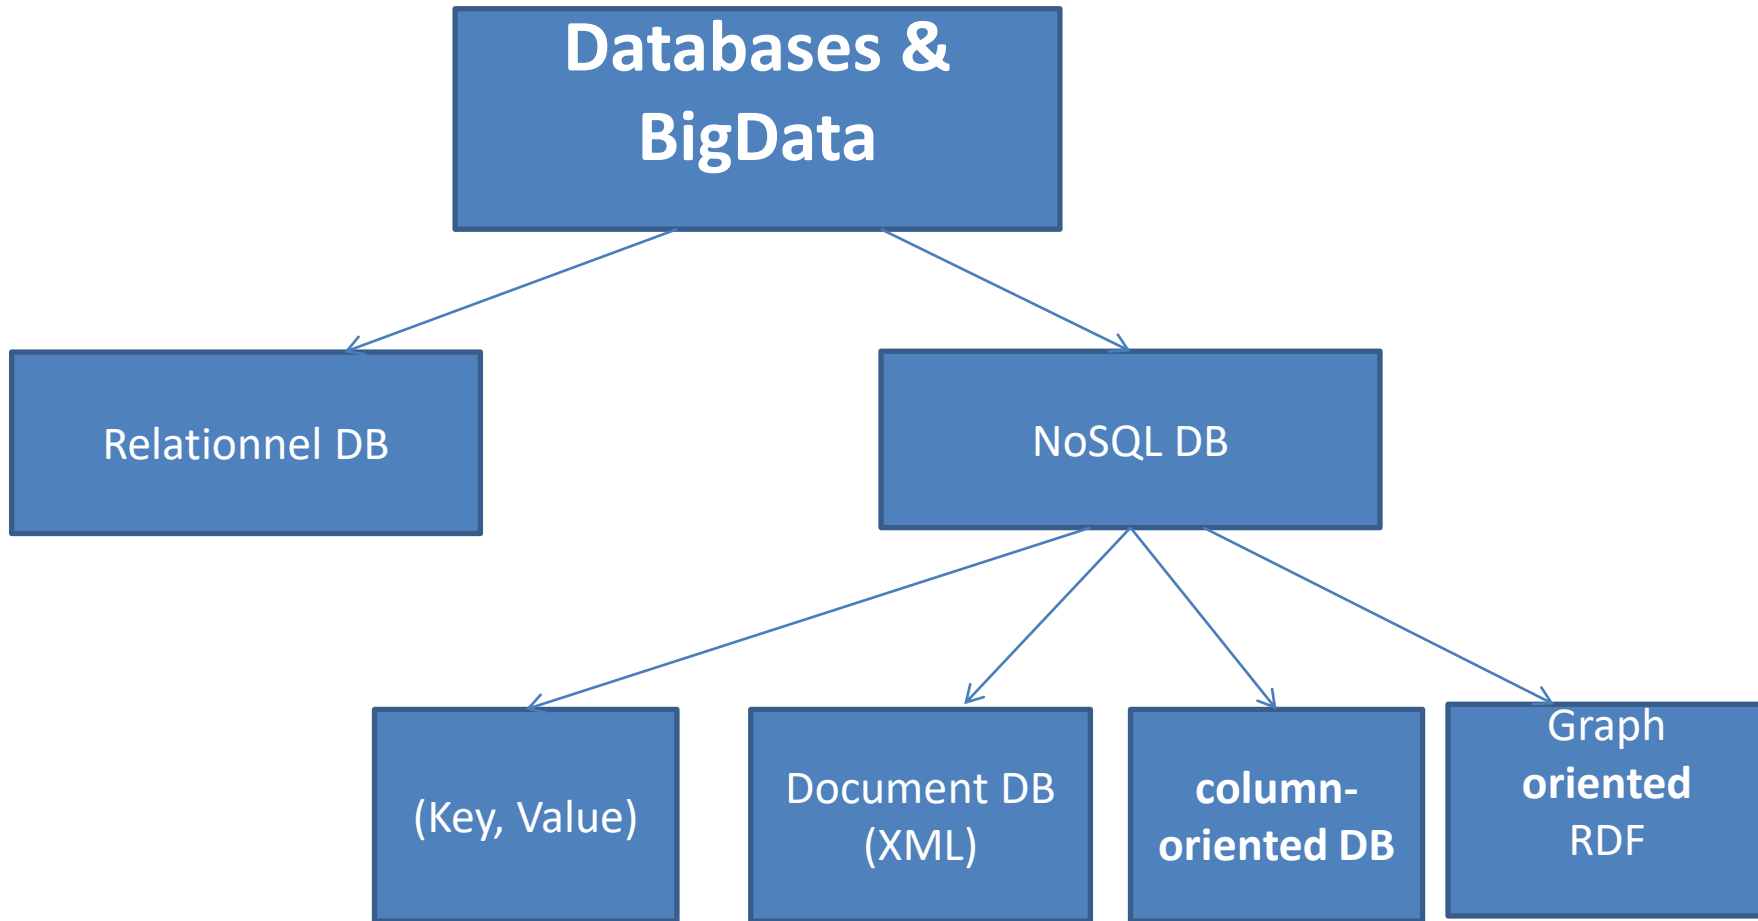 Databases &
BigData
Relationnel DB
NoSQL DB
(Key, Value)
Document DB
(XML)
column-
oriented DB
Graph
oriented
RDF